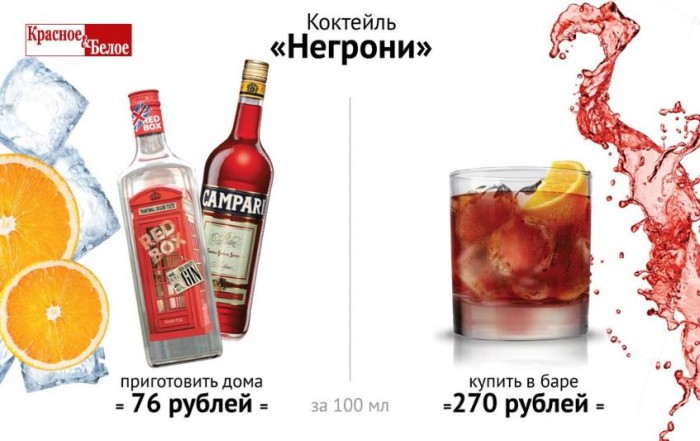 Красное
&Белое
Коктейль
«Негрони»
RED
BOX
CAMPARI
RED
BOX
GIN
приготовить дома
= 76 рублей =
за 100 мл
купить в баре
=270 рублей =